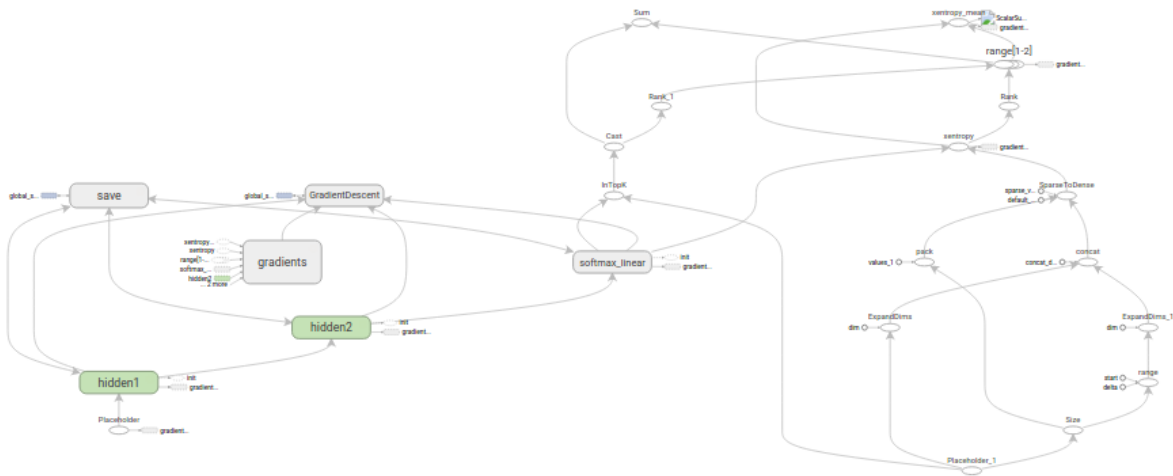 Sum
xentropy_mean
ScalarSu...
gradient...
range[1-2]
gradient...
Rank_1
Rank
Cast
xentropy
gradient...
InTopK
SparseToDense
sparse_v...
default_...
global_s...
save
global_s...
GradientDescent
xentropy...
xentropy
range[1-...
softmax_...
hidden2
... 2 more
gradients
softmax_linear
init
gradient...
values_1
pack
concat_d...
concat
hidden2
init
gradient...
dim
ExpandDims
dim
ExpandDims_1
hidden1
init
gradient...
start
delta
range
Placeholder
gradient...
Size
Placeholder_1